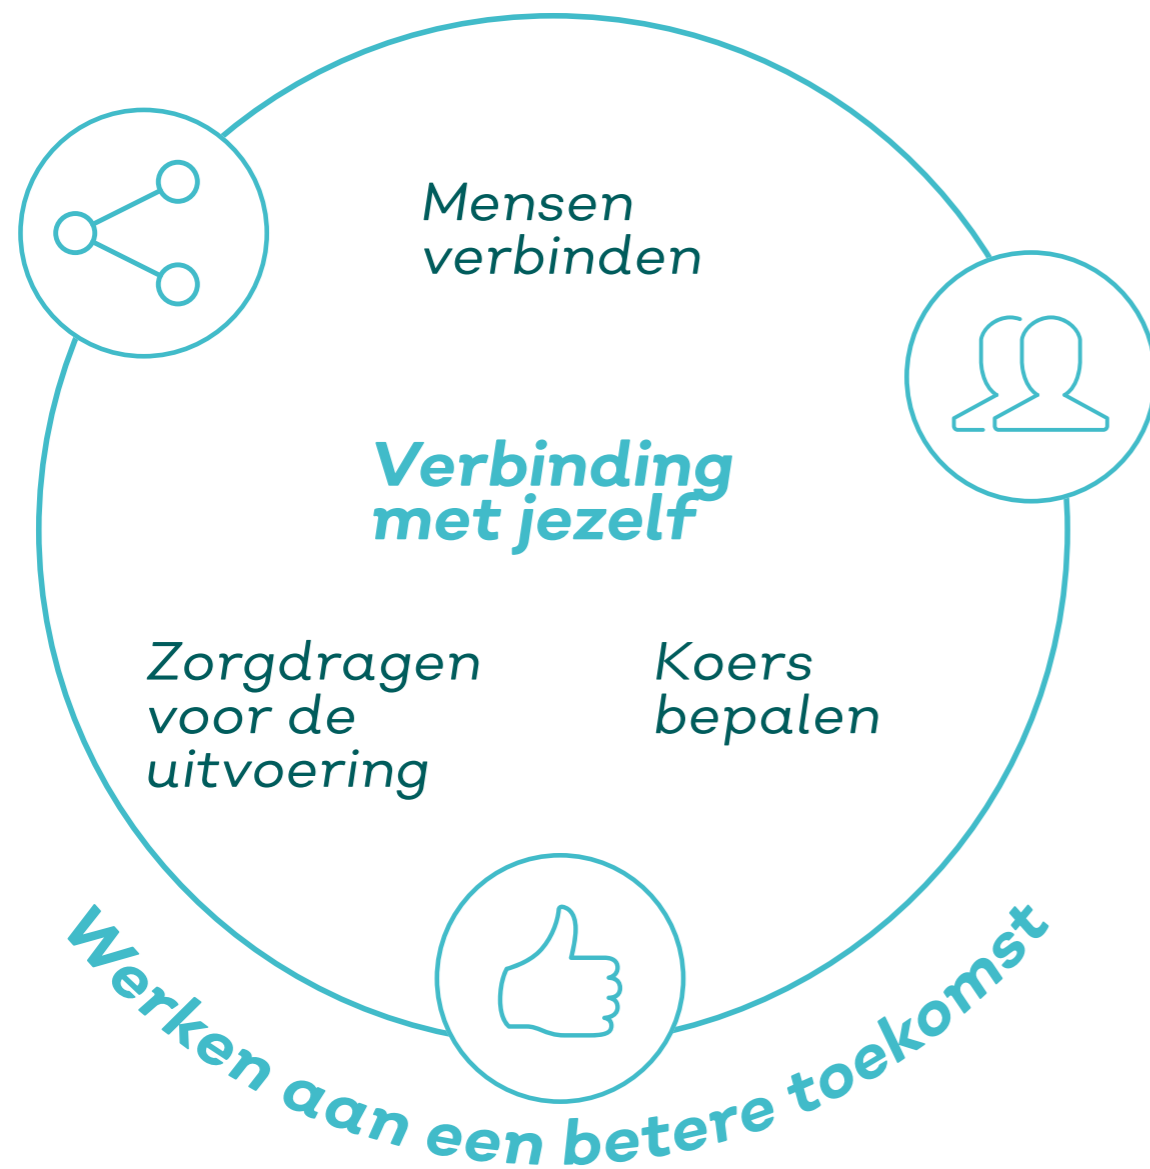 Mensen
verbinden
Verbinding
met jezelf
Zorgdragen
voor de
uitvoering
Koers
bepalen
Werken aan een betere toekomst